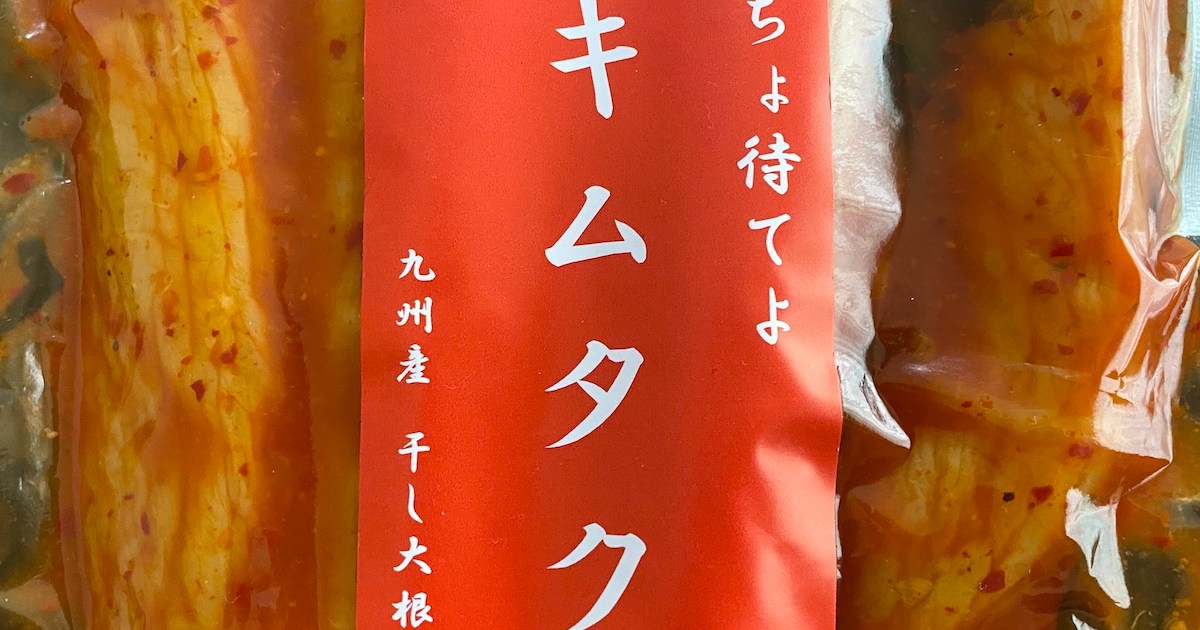 ちょ待てよ
キムタク
九州産 干し大根